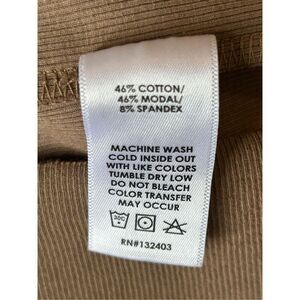 46% COTTON/
46% MODAL/
8% SPANDEX
MACHINE WASH
COLD INSIDE OUT
WITH LIKE COLORS
TUMBLE DRY LOW
DO NOT BLEACH
COLOR TRANSFER
MAY OCCUR
30C
RN#132403